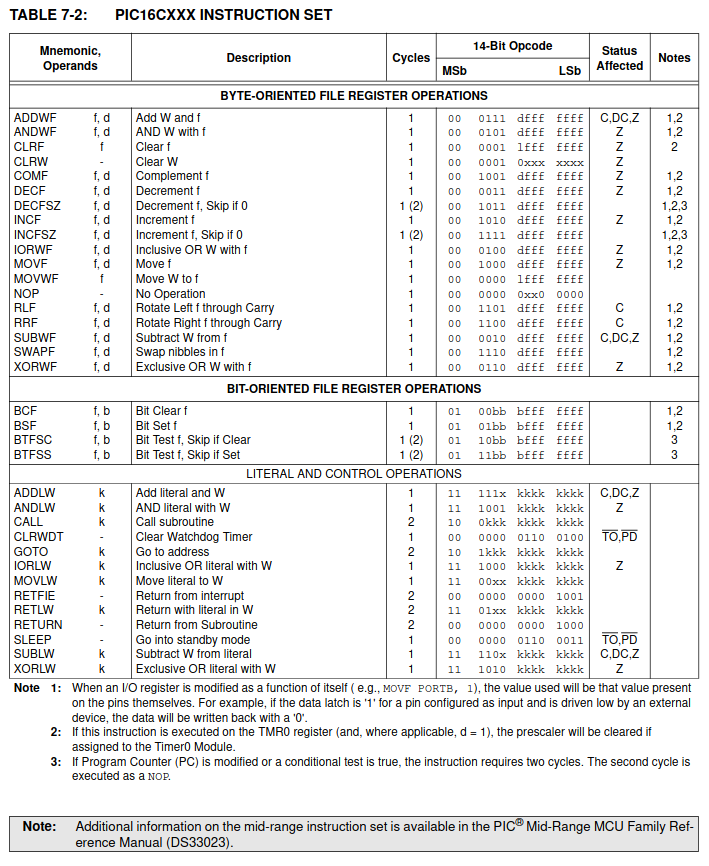 TABLE 7-2: PIC16CXXX INSTRUCTION SET
Mnemonic, Operands Description Cycles 14-Bit Opcode Status Affected Notes
MSb LSb
BYTE-ORIENTED FILE REGISTER OPERATIONS
ADDWF f, d Add W and f 1 00 0111 dfff ffff C,DC,Z 1,2
ANDWF f, d AND W with f 1 00 0101 dfff ffff Z 1,2
CLRF f Clear f 1 00 0001 lfff ffff Z 2
CLRW - Clear W 1 00 0001 0xxx xxxx Z
COMF f, d Complement f 1 00 1001 dfff ffff Z 1,2
DECF f, d Decrement f 1 00 0011 dfff ffff Z 1,2
DECFSZ f, d Decrement f, Skip if 0 1 (2) 00 1011 dfff ffff 1,2,3
INCF f, d Increment f 1 00 1010 dfff ffff Z 1,2
INCFSZ f, d Increment f, Skip if 0 1 (2) 00 1111 dfff ffff 1,2,3
IORWF f, d Inclusive OR W with f 1 00 0100 dfff ffff Z 1,2
MOVF f, d Move f 1 00 1000 dfff ffff Z 1,2
MOVWF f Move W to f 1 00 0000 lfff ffff
NOP - No Operation 1 00 0000 0xx0 0000
RLF f, d Rotate Left f through Carry 1 00 1101 dfff ffff C 1,2
RRF f, d Rotate Right f through Carry 1 00 1100 dfff ffff C 1,2
SUBWF f, d Subtract W from f 1 00 0010 dfff ffff C,DC,Z 1,2
SWAPF f, d Swap nibbles in f 1 00 1110 dfff ffff 1,2
XORWF f, d Exclusive OR W with f 1 00 0110 dfff ffff Z 1,2
BIT-ORIENTED FILE REGISTER OPERATIONS
BCF f, b Bit Clear f 1 01 00bb bfff ffff 1,2
BSF f, b Bit Set f 1 01 01bb bfff ffff 1,2
BTFSC f, b Bit Test f, Skip if Clear 1 (2) 01 10bb bfff ffff 3
BTFSS f, b Bit Test f, Skip if Set 1 (2) 01 11bb bfff ffff 3
LITERAL AND CONTROL OPERATIONS
ADDLW k Add literal and W 1 11 111x kkkk kkkk C,DC,Z
ANDLW k AND literal with W 1 11 1001 kkkk kkkk Z
CALL k Call subroutine 2 10 0kkk kkkk kkkk
CLRWDT - Clear Watchdog Timer 1 00 0000 0110 0100 TO,PD
GOTO k Go to address 2 10 1kkk kkkk kkkk
IORLW k Inclusive OR literal with W 1 11 1000 kkkk kkkk Z
MOVLW k Move literal to W 1 11 00xx kkkk kkkk
RETFIE - Return from interrupt 2 00 0000 0000 1001
RETLW k Return with literal in W 2 11 01xx kkkk kkkk
RETURN - Return from Subroutine 2 00 0000 0000 1000
SLEEP - Go into standby mode 1 00 0000 0110 0011 TO,PD
SUBLW k Subtract W from literal 1 11 110x kkkk kkkk C,DC,Z
XORLW k Exclusive OR literal with W 1 11 1010 kkkk kkkk Z
Note 1: When an I/O register is modified as a function of itself ( e.g., MOVF PORTB, 1), the value used will be that value present
on the pins themselves. For example, if the data latch is '1' for a pin configured as input and is driven low by an external
device, the data will be written back with a '0'.
2: If this instruction is executed on the TMR0 register (and, where applicable, d = 1), the prescaler will be cleared if
assigned to the Timer0 Module.
3: If Program Counter (PC) is modified or a conditional test is true, the instruction requires two cycles. The second cycle is
executed as a NOP.
Note: Additional information on the mid-range instruction set is available in the PIC® Mid-Range MCU Family Ref-
erence Manual (DS33023).